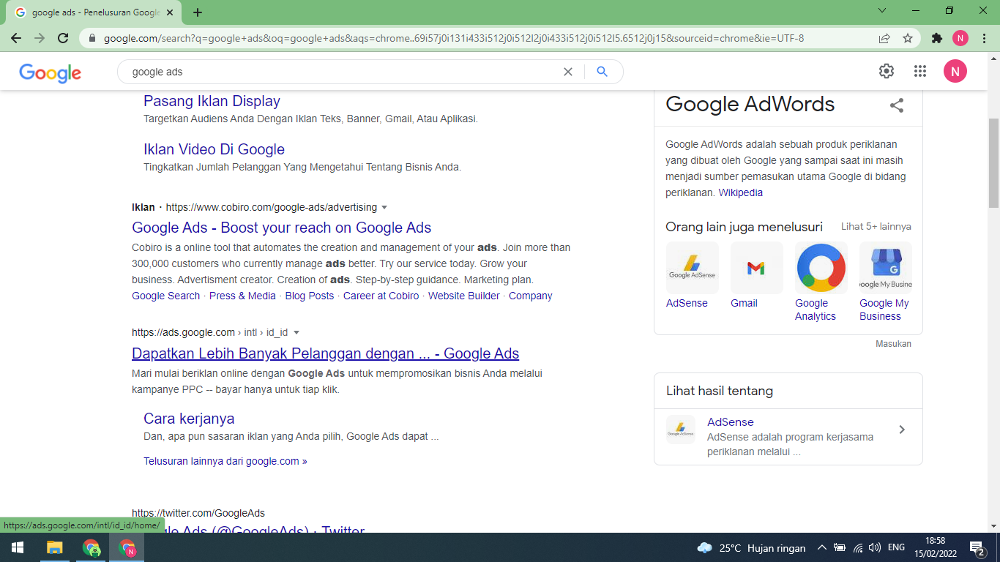 google ads - Penelusuran Google
google.com/search?q=google+ads&oq=google+ads&aqs=chrome..69i57j0i131i433i512j0i512l2j0i433i512j0i512l5.6512j0j15&sourceid=chrome&ie=UTF-8
N
Google
google ads
N
Pasang Iklan Display
Targetkan Audiens Anda Dengan Iklan Teks, Banner, Gmail, Atau Aplikasi.
Iklan Video Di Google
Tingkatkan Jumlah Pelanggan Yang Mengetahui Tentang Bisnis Anda.
Iklan · https://www.cobiro.com/google-ads/advertising
Google Ads - Boost your reach on Google Ads
Cobiro is a online tool that automates the creation and management of your ads. Join more than
300,000 customers who currently manage ads better. Try our service today. Grow your
business. Advertisment creator. Creation of ads. Step-by-step guidance. Marketing plan.
Google Search · Press & Media · Blog Posts · Career at Cobiro · Website Builder · Company
https://ads.google.com › intl › id_id
Dapatkan Lebih Banyak Pelanggan dengan ... - Google Ads
Mari mulai beriklan online dengan Google Ads untuk mempromosikan bisnis Anda melalui
kampanye PPC -- bayar hanya untuk tiap klik.
Cara kerjanya
Dan, apa pun sasaran iklan yang Anda pilih, Google Ads dapat ...
Telusuran lainnya dari google.com »
https://twitter.com/GoogleAds
gle Ads (@GoogleAds) · Twitter
Google AdWords
Google AdWords adalah sebuah produk periklanan
yang dibuat oleh Google yang sampai saat ini masih
menjadi sumber pemasukan utama Google di bidang
periklanan. Wikipedia
Orang lain juga menelusuri
Lihat 5+ lainnya
Google AdSense
oogle My Busine
AdSense
Gmail
Google
Analytics
Google My
Business
Masukan
Lihat hasil tentang
Google AdSense
AdSense
AdSense adalah program kerjasama
periklanan melalui ...
https://ads.google.com/intl/id_id/home/
N
25°C Hujan ringan
ENG
18:58
15/02/2022
2